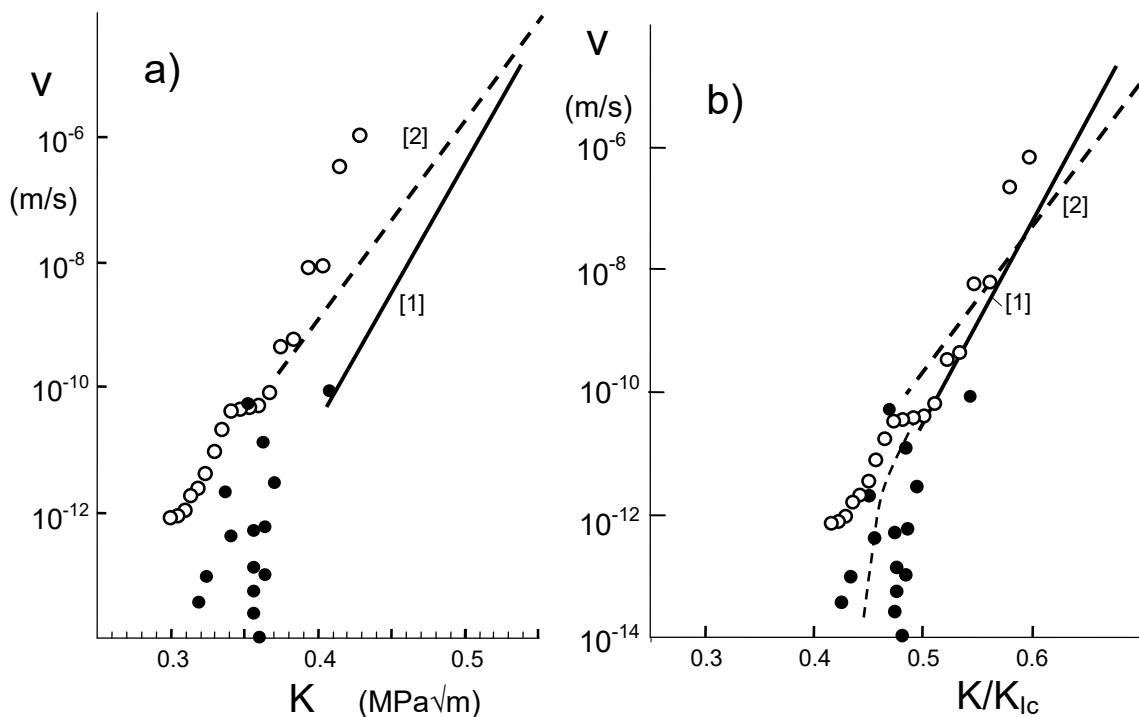 a)
v
(m/s)
10⁻⁶
10⁻⁸
10⁻¹⁰
10⁻¹²
[2]
[1]
0.3 0.4 0.5
K (MPa√m)
b)
v
(m/s)
10⁻⁶
10⁻⁸
10⁻¹⁰
10⁻¹²
10⁻¹⁴
[2]
[1]
0.3 0.4 0.5 0.6
K/K_Ic